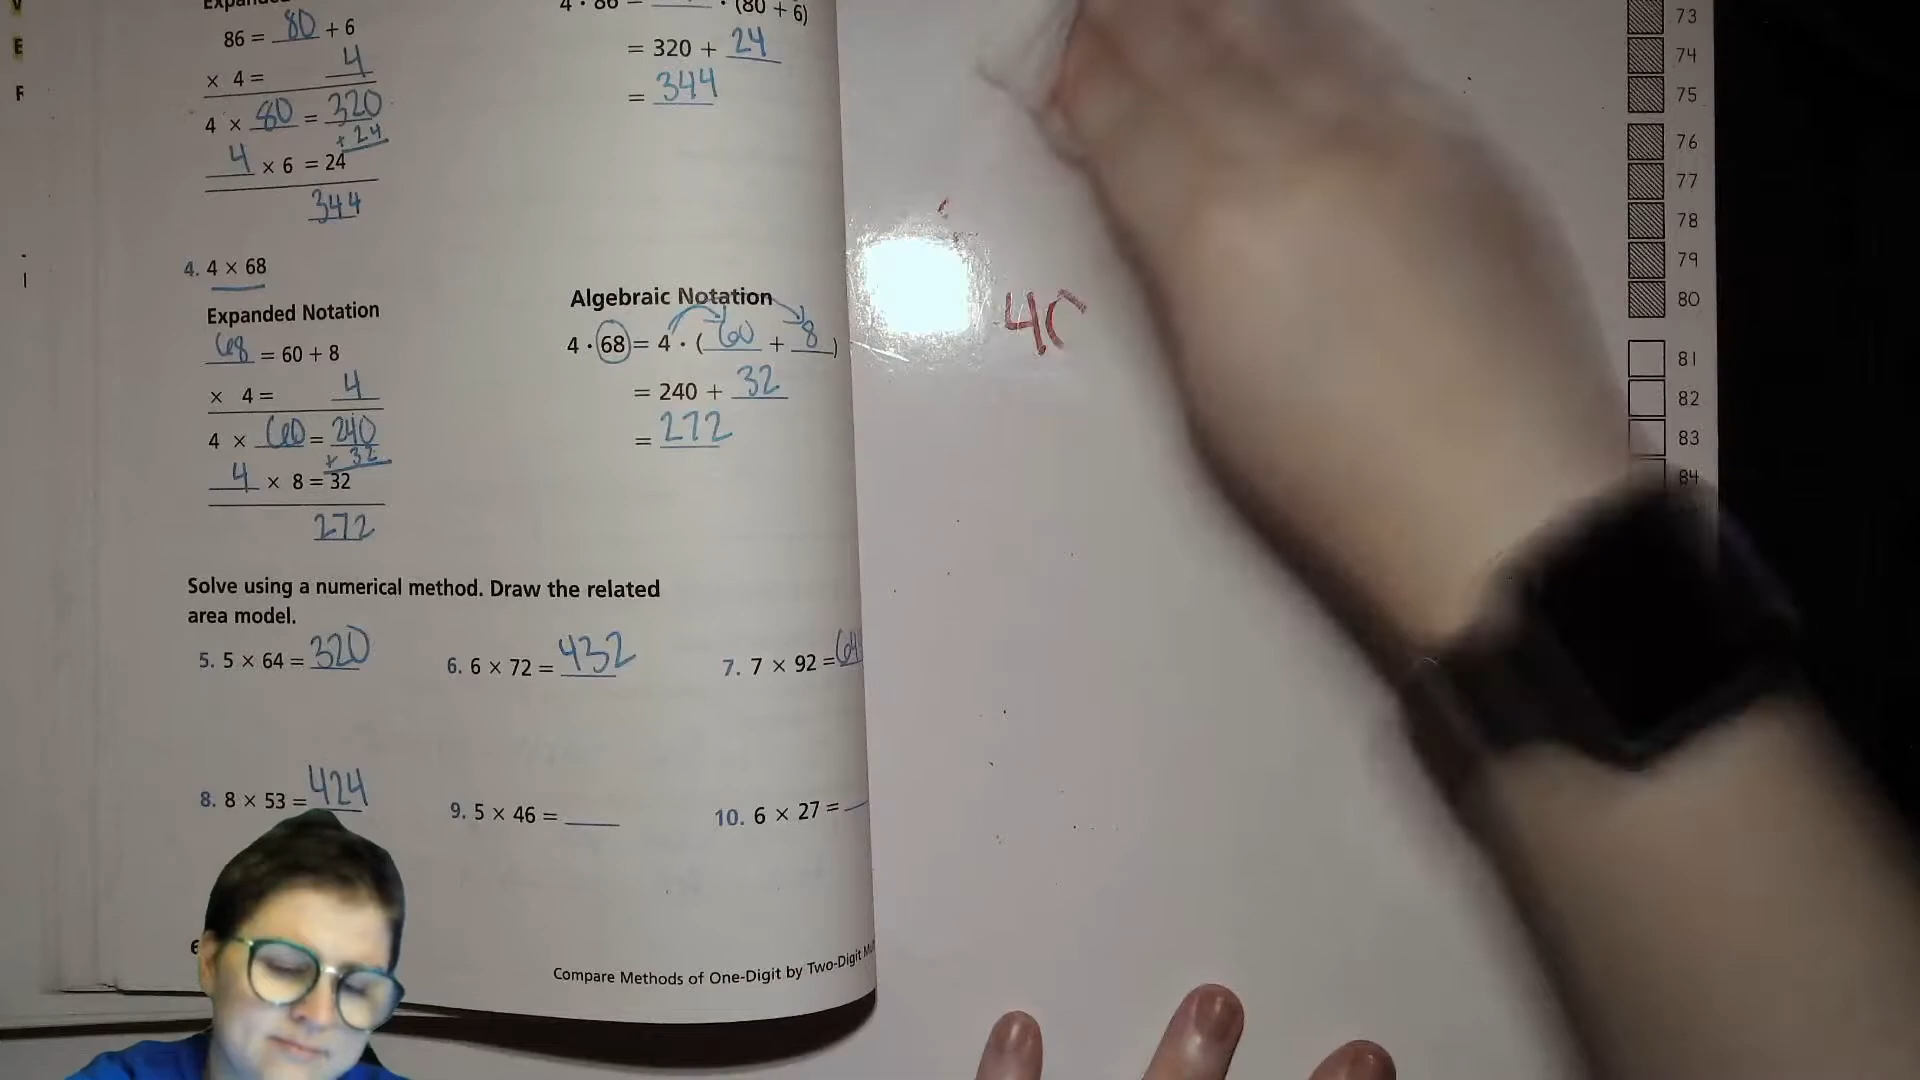 V
E
F
86 = 80 + 6
× 4 = 4
4 × 80 = 320
+ 24
4 × 6 = 24
344
4 · 86 = · (80 + 6)
= 320 + 24
= 344
4. 4 × 68
Expanded Notation
68 = 60 + 8
× 4 = 4
4 × 60 = 240
+ 32
4 × 8 = 32
272
Algebraic Notation
4 · 68 = 4 · (60 + 8)
= 240 + 32
= 272
Solve using a numerical method. Draw the related
area model.
5. 5 × 64 = 320
6. 6 × 72 = 432
7. 7 × 92 = 64
8. 8 × 53 = 424
9. 5 × 46 =
10. 6 × 27 =
Compare Methods of One-Digit by Two-Digit
40
73
74
75
76
77
78
79
80
81
82
83
84